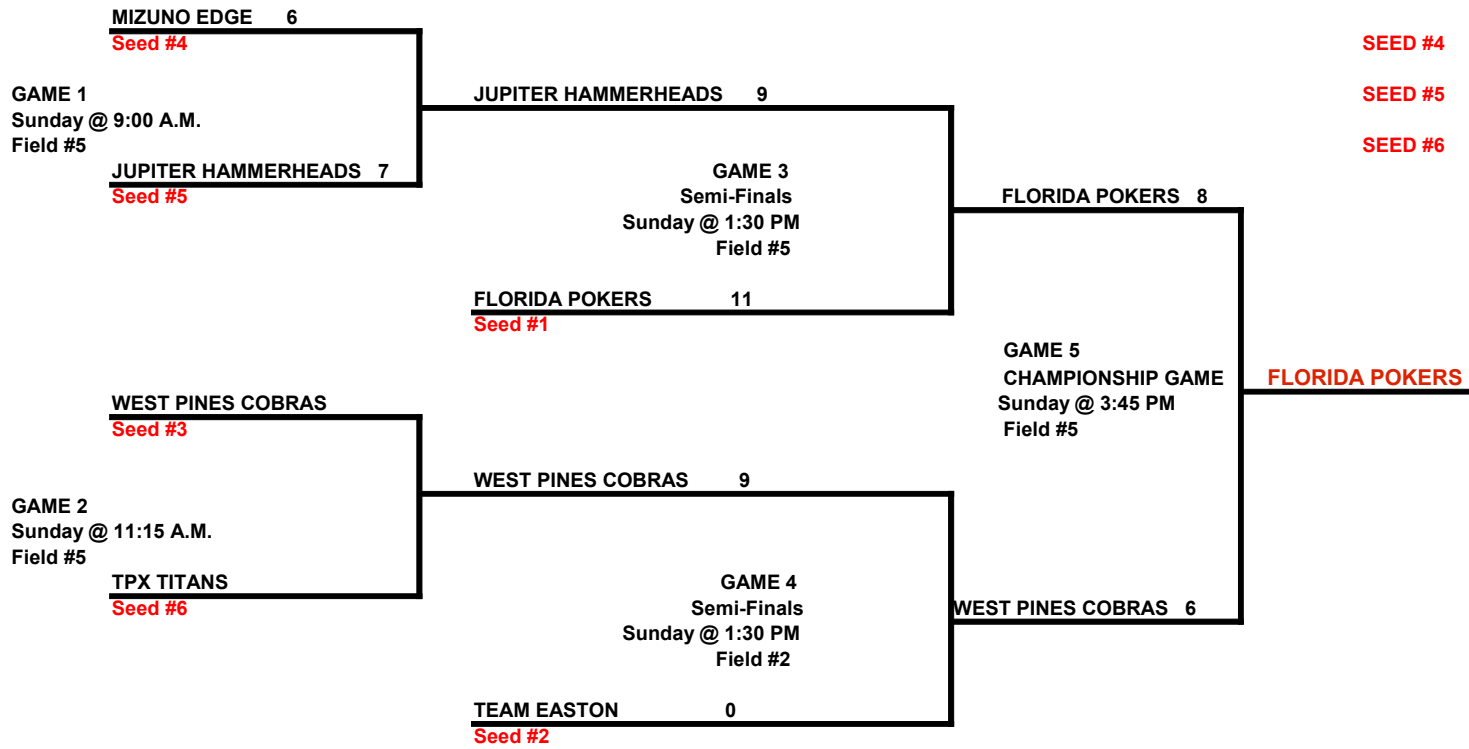 MIZUNO EDGE 6
Seed #4
SEED #4
GAME 1
Sunday @ 9:00 A.M.
Field #5
JUPITER HAMMERHEADS 9
SEED #5
SEED #6
JUPITER HAMMERHEADS 7
Seed #5
GAME 3
Semi-Finals
Sunday @ 1:30 PM
Field #5
FLORIDA POKERS 8
FLORIDA POKERS 11
Seed #1
GAME 5
CHAMPIONSHIP GAME
Sunday @ 3:45 PM
Field #5
FLORIDA POKERS
WEST PINES COBRAS
Seed #3
WEST PINES COBRAS 9
GAME 2
Sunday @ 11:15 A.M.
Field #5
TPX TITANS
Seed #6
GAME 4
Semi-Finals
Sunday @ 1:30 PM
Field #2
WEST PINES COBRAS 6
TEAM EASTON 0
Seed #2